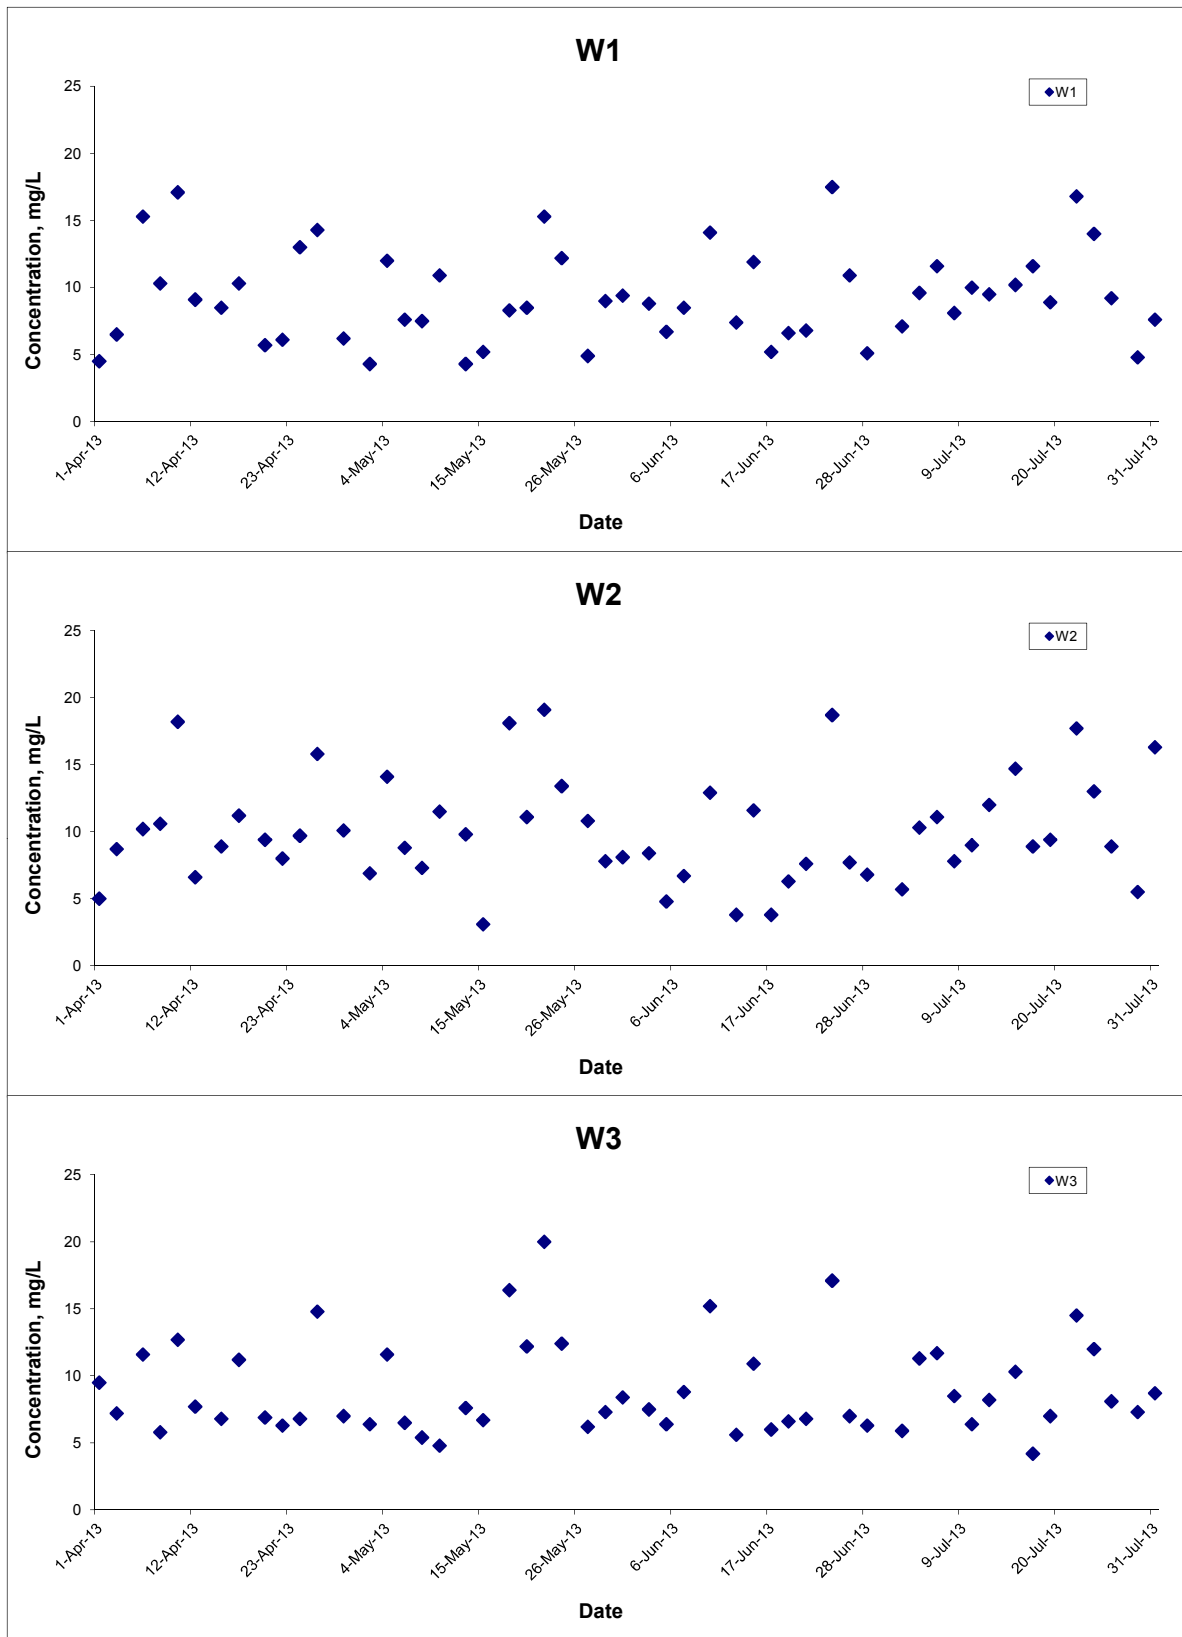 W1
W1
25
20
15
10
5
0
Concentration, mg/L
1-Apr-13
12-Apr-13
23-Apr-13
4-May-13
15-May-13
26-May-13
6-Jun-13
17-Jun-13
28-Jun-13
9-Jul-13
20-Jul-13
31-Jul-13
Date
W2
W2
25
20
15
10
5
0
Concentration, mg/L
1-Apr-13
12-Apr-13
23-Apr-13
4-May-13
15-May-13
26-May-13
6-Jun-13
17-Jun-13
28-Jun-13
9-Jul-13
20-Jul-13
31-Jul-13
Date
W3
W3
25
20
15
10
5
0
Concentration, mg/L
1-Apr-13
12-Apr-13
23-Apr-13
4-May-13
15-May-13
26-May-13
6-Jun-13
17-Jun-13
28-Jun-13
9-Jul-13
20-Jul-13
31-Jul-13
Date